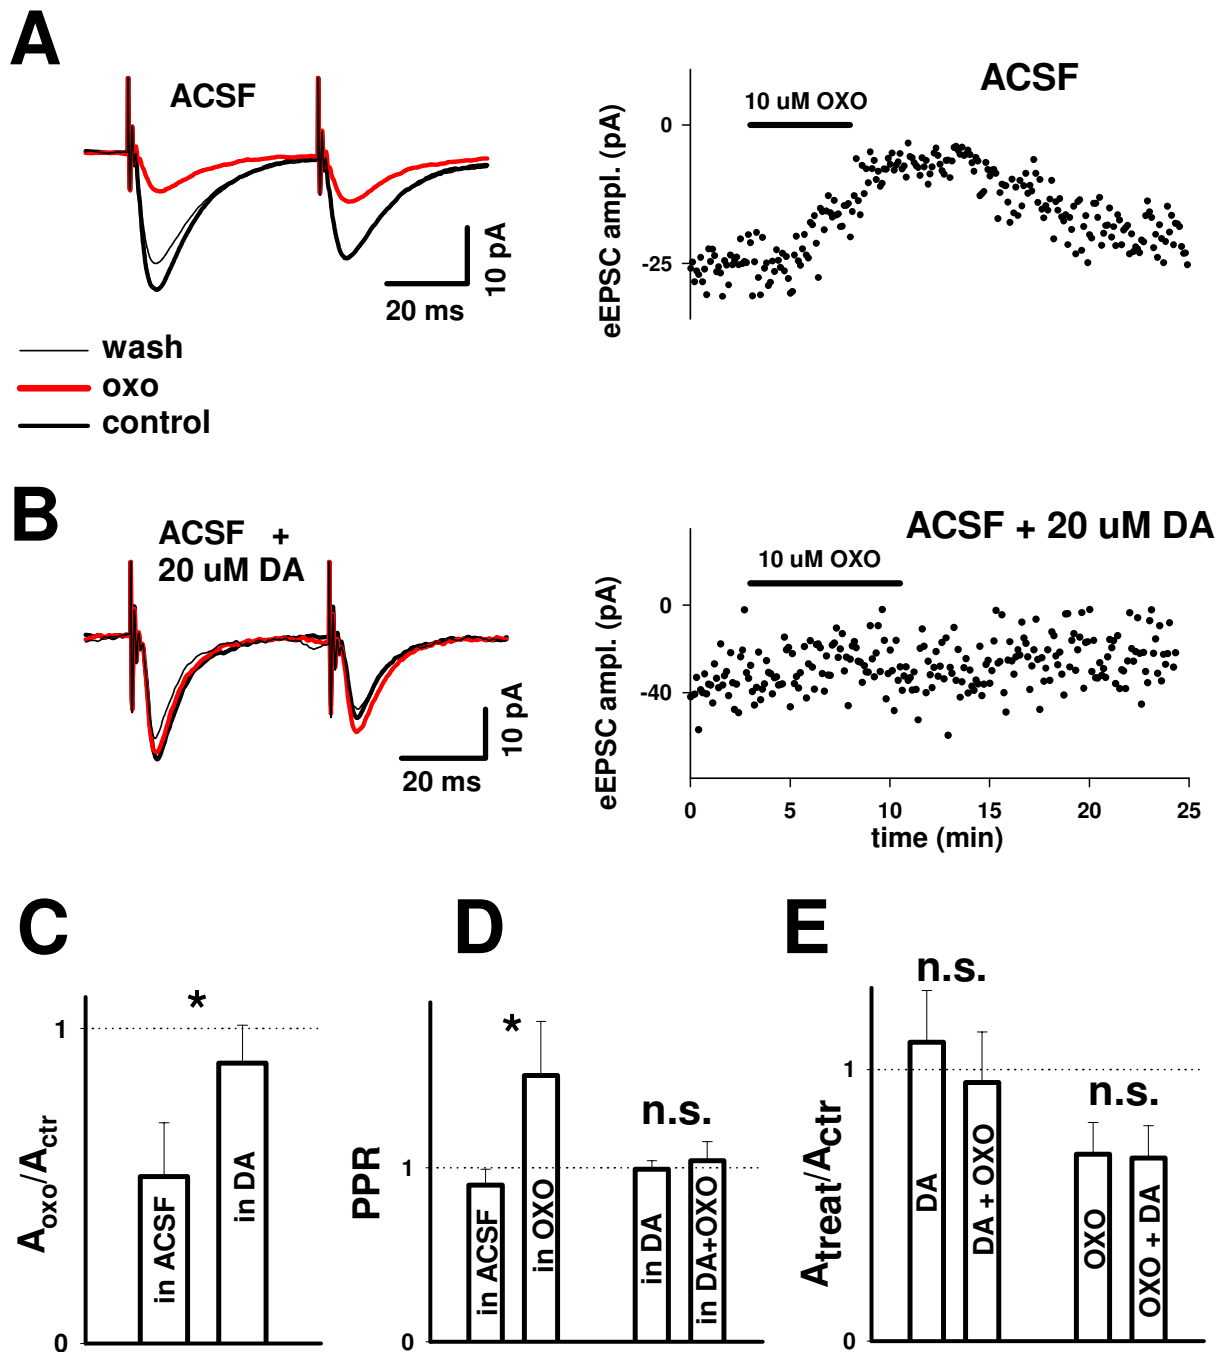 A
ACSF
10 pA
20 ms
wash
oxo
control
ACSF
10 uM OXO
eEPSC ampl. (pA)
0
-25
B
ACSF +
20 uM DA
10 pA
20 ms
ACSF + 20 uM DA
10 uM OXO
eEPSC ampl. (pA)
0
-40
0 5 10 15 20 25
time (min)
C
*
1
0
Aoxo/Actr
in ACSF
in DA
D
*
n.s.
PPR
1
0
in ACSF
in OXO
in DA
in DA+OXO
E
n.s.
n.s.
Atreat/Actr
1
0
DA
DA + OXO
OXO
OXO + DA